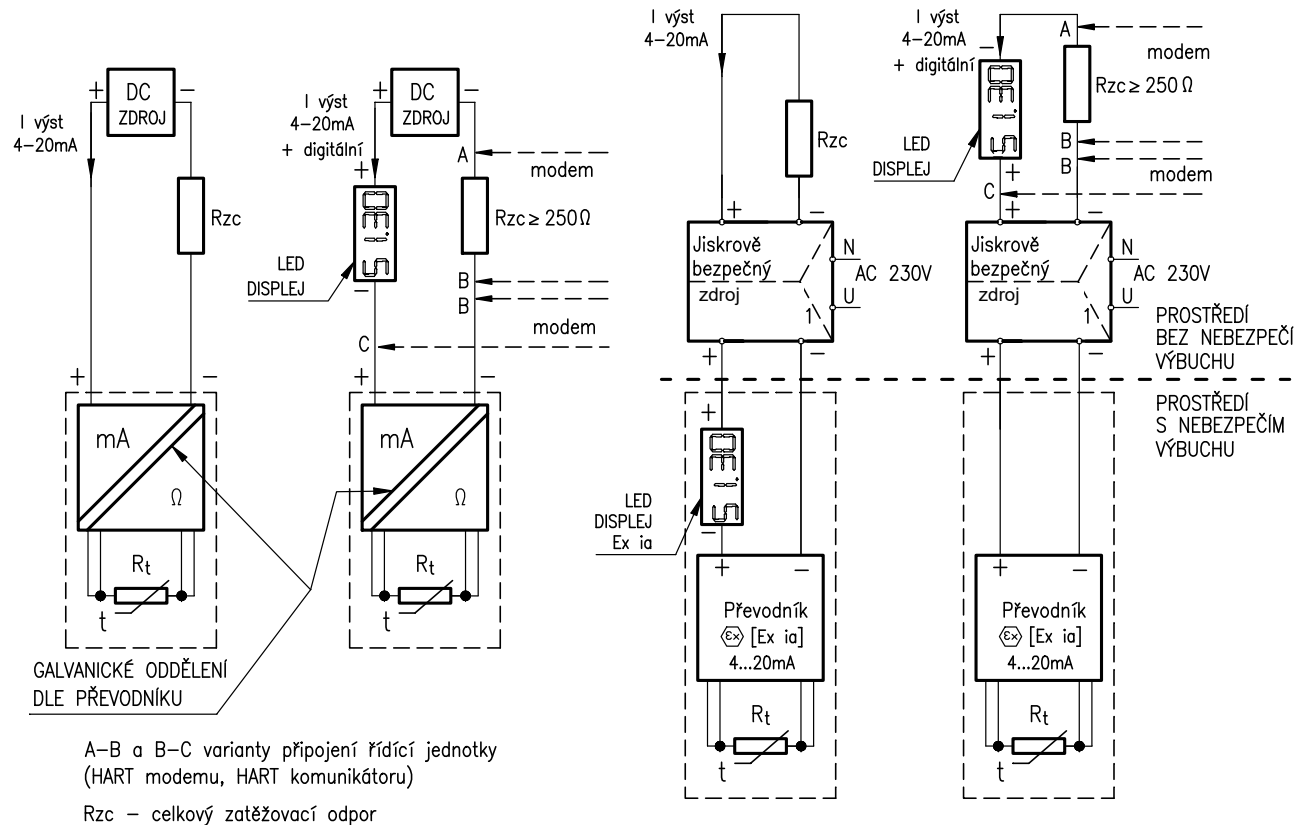 I výst
4–20mA
+
DC
ZDROJ
–
Rzc
+
–
mA
Ω
Rt
t
I výst
4–20mA
+ digitální
+
DC
ZDROJ
–
A
modem
+
Rzc ≥ 250 Ω
LED
DISPLEJ
–
B
B
modem
C
+
–
mA
Ω
Rt
t
GALVANICKÉ ODDĚLENÍ
DLE PŘEVODNÍKU
A–B a B–C varianty připojení řídící jednotky
(HART modemu, HART komunikátoru)
Rzc – celkový zatěžovací odpor
I výst
4–20mA
Rzc
+
–
Jiskrově
bezpečný
zdroj
1
N
AC 230V
U
+
–
+
LED
DISPLEJ
Ex ia
–
+
–
Převodník
Ex [Ex ia]
4...20mA
Rt
t
I výst
4–20mA
+ digitální
–
A
modem
Rzc ≥ 250 Ω
LED
DISPLEJ
+
B
B
modem
C
+
–
Jiskrově
bezpečný
zdroj
1
N
AC 230V
U
+
–
PROSTŘEDÍ
BEZ NEBEZPEČÍ
VÝBUCHU
PROSTŘEDÍ
S NEBEZPEČÍM
VÝBUCHU
+
–
Převodník
Ex [Ex ia]
4...20mA
Rt
t